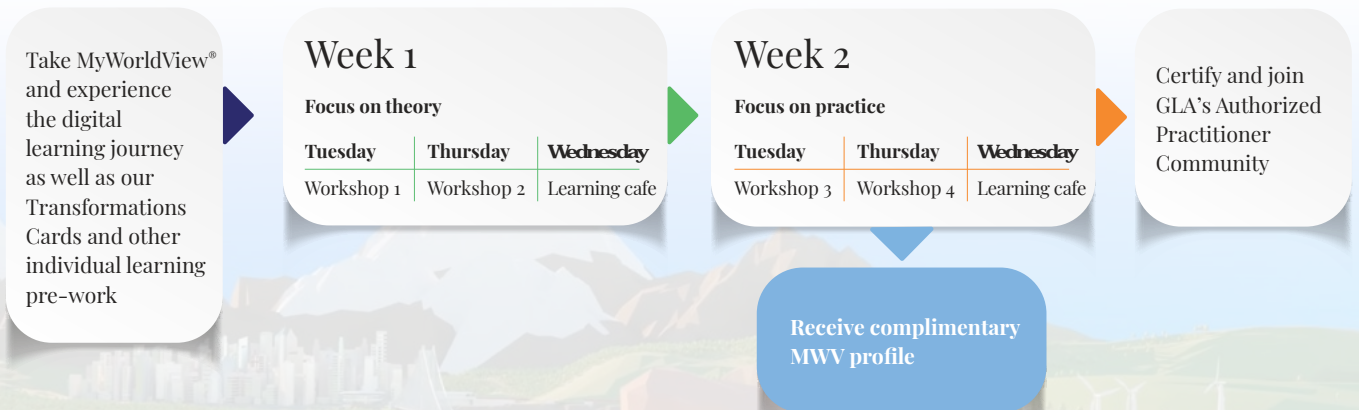 Take MyWorldView®
and experience
the digital
learning journey
as well as our
Transformations
Cards and other
individual learning
pre-work
Week 1
Focus on theory
Tuesday Thursday Wednesday
Workshop 1 Workshop 2 Learning cafe
Week 2
Focus on practice
Tuesday Thursday Wednesday
Workshop 3 Workshop 4 Learning cafe
Receive complimentary
MWV profile
Certify and join
GLA's Authorized
Practitioner
Community